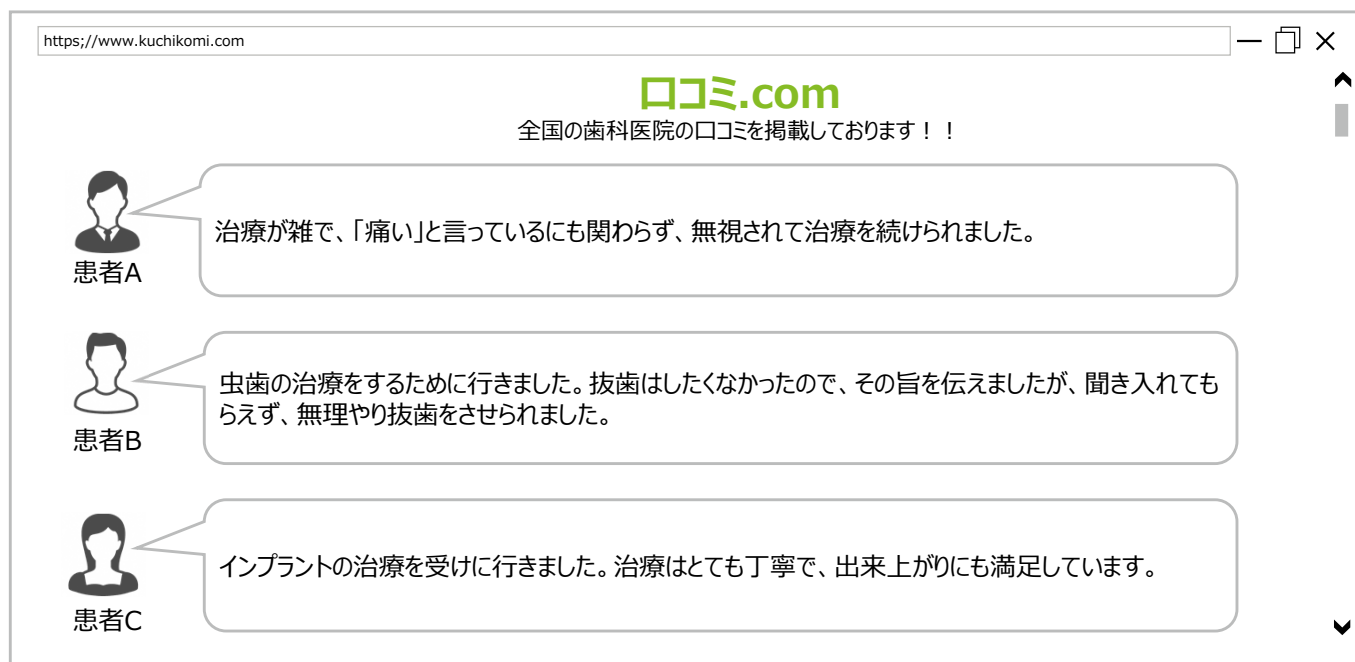 https;//www.kuchikomi.com
口コミ.com
全国の歯科医院の口コミを掲載しております！！
治療が雑で、「痛い」と言っているにも関わらず、無視されて治療を続けられました。
患者A
虫歯の治療をするために行きました。抜歯はしたくなかったので、その旨を伝えましたが、聞き入れても
らえず、無理やり抜歯をさせられました。
患者B
インプラントの治療を受けに行きました。治療はとても丁寧で、出来上がりにも満足しています。
患者C